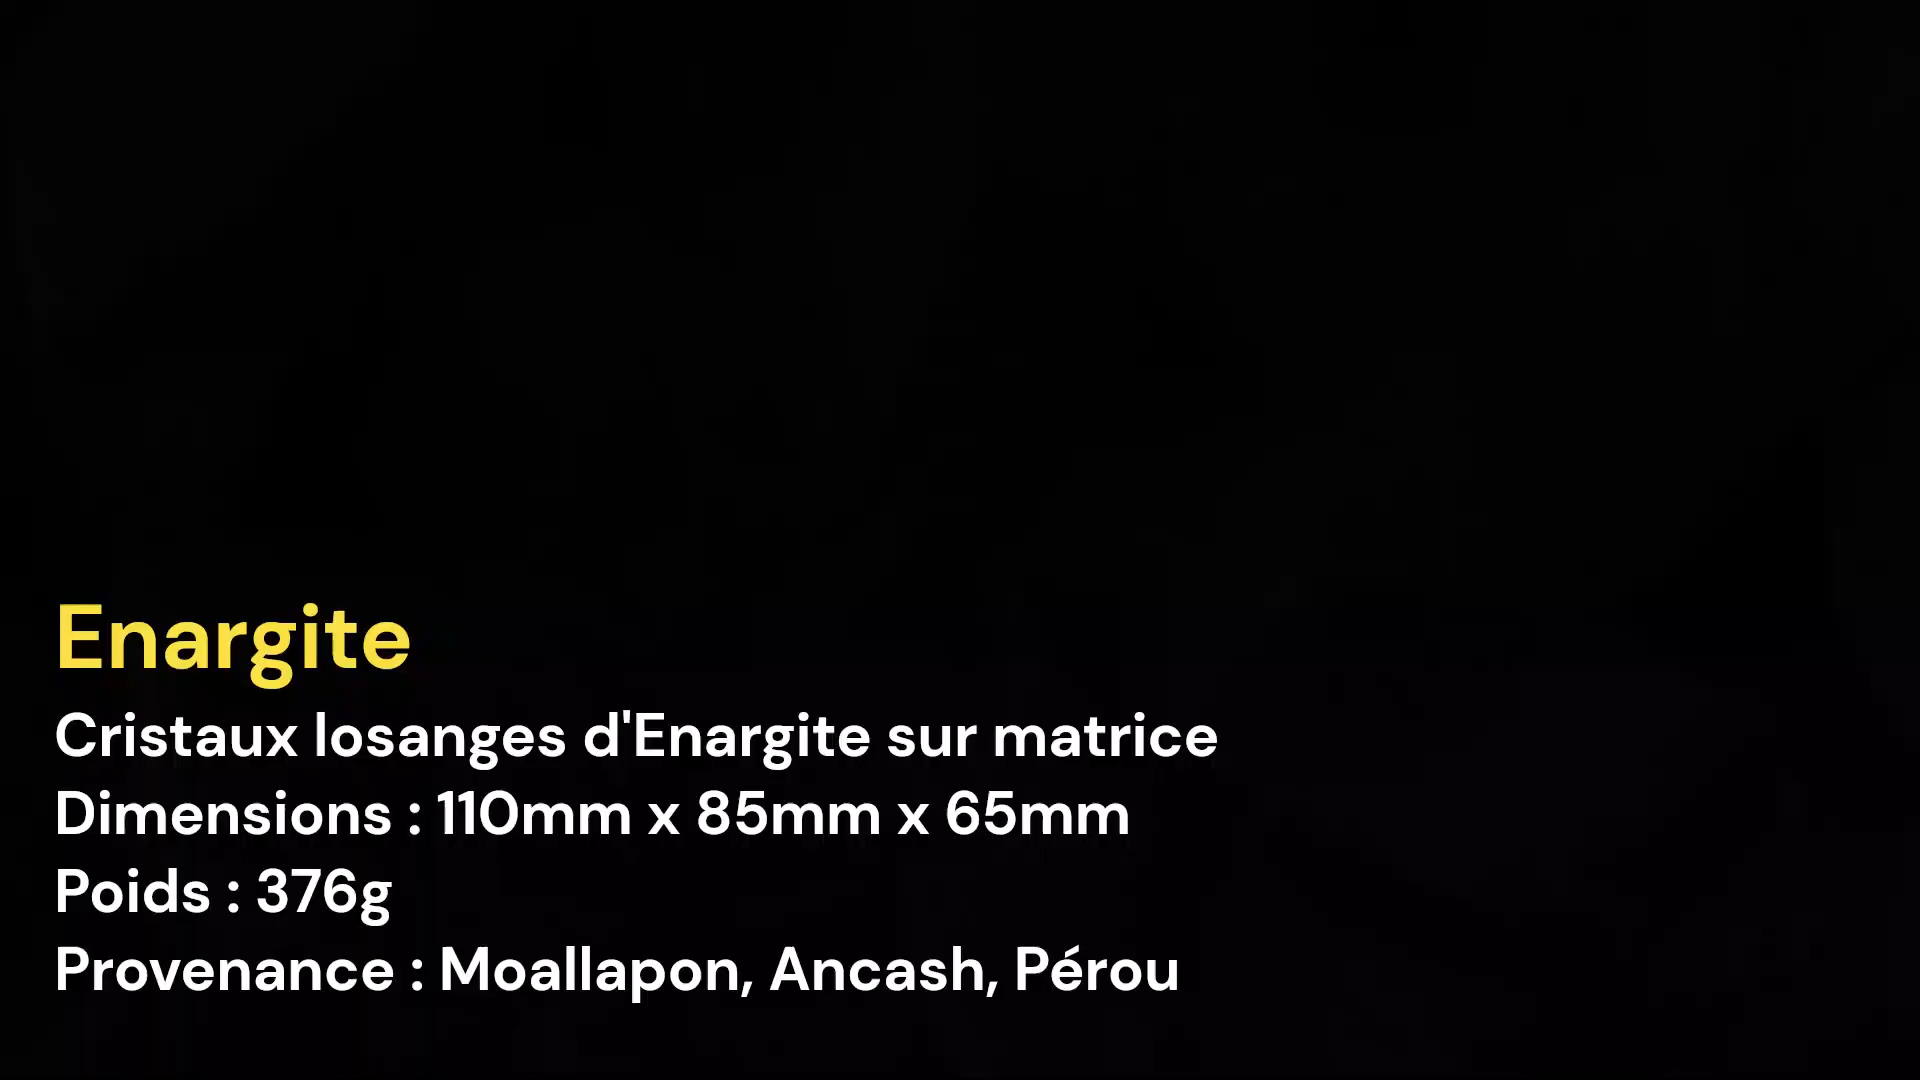 Enargite
Cristaux losanges d'Enargite sur matrice
Dimensions : 110mm x 85mm x 65mm
Poids : 376g
Provenance : Moallapon, Ancash, Pérou